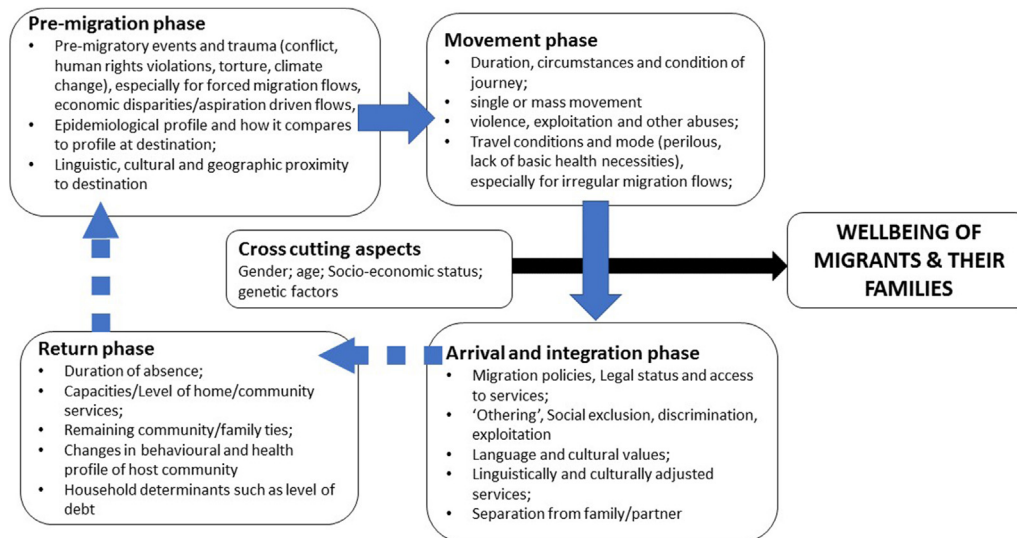 Pre-migration phase
• Pre-migratory events and trauma (conflict,
human rights violations, torture, climate
change), especially for forced migration flows,
economic disparities/aspiration driven flows,
• Epidemiological profile and how it compares
to profile at destination;
• Linguistic, cultural and geographic proximity
to destination
Movement phase
• Duration, circumstances and condition of
journey;
• single or mass movement
• violence, exploitation and other abuses;
• Travel conditions and mode (perilous,
lack of basic health necessities),
especially for irregular migration flows;
Cross cutting aspects
Gender; age; Socio-economic status;
genetic factors
WELLBEING OF
MIGRANTS & THEIR
FAMILIES
Return phase
• Duration of absence;
• Capacities/Level of home/community
services;
• Remaining community/family ties;
• Changes in behavioural and health
profile of host community
• Household determinants such as level of
debt
Arrival and integration phase
• Migration policies, Legal status and access
to services;
• ‘Othering’, Social exclusion, discrimination,
exploitation
• Language and cultural values;
• Linguistically and culturally adjusted
services;
• Separation from family/partner